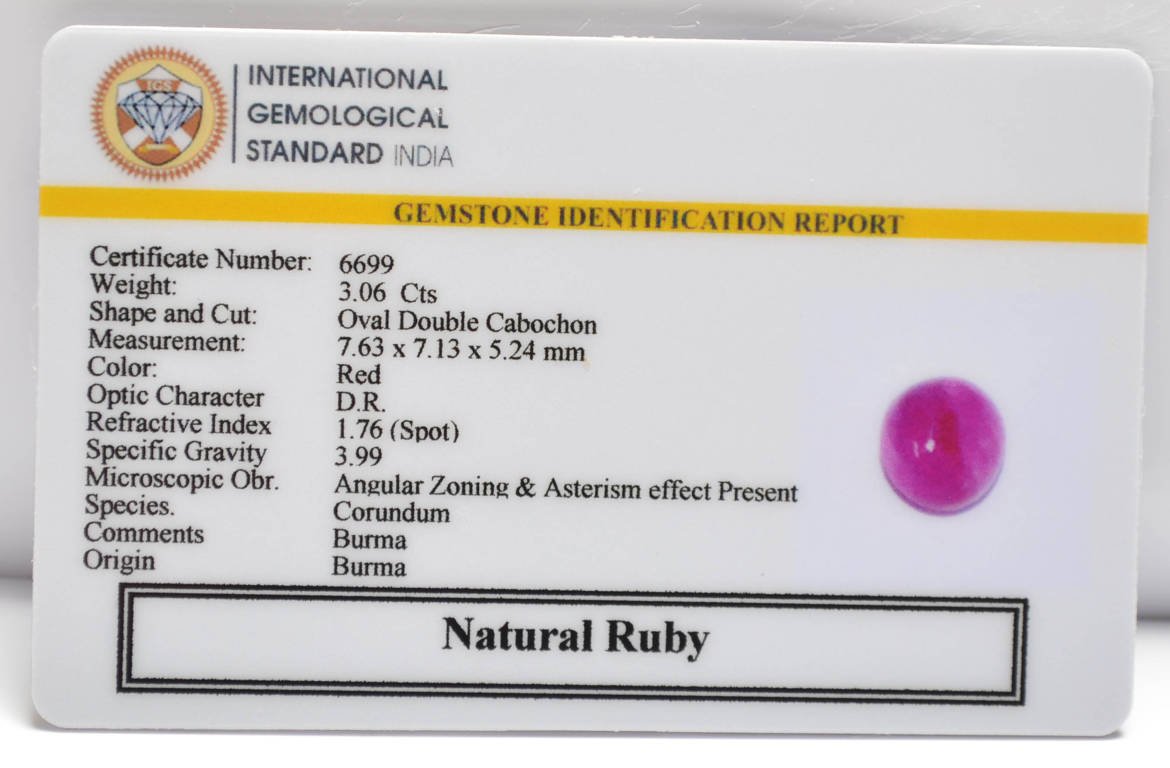 IGS
INTERNATIONAL
GEMOLOGICAL
STANDARD INDIA
GEMSTONE IDENTIFICATION REPORT
Certificate Number: 6699
Weight: 3.06 Cts
Shape and Cut: Oval Double Cabochon
Measurement: 7.63 x 7.13 x 5.24 mm
Color: Red
Optic Character D.R.
Refractive Index 1.76 (Spot)
Specific Gravity 3.99
Microscopic Obr. Angular Zoning & Asterism effect Present
Species. Corundum
Comments Burma
Origin Burma
Natural Ruby